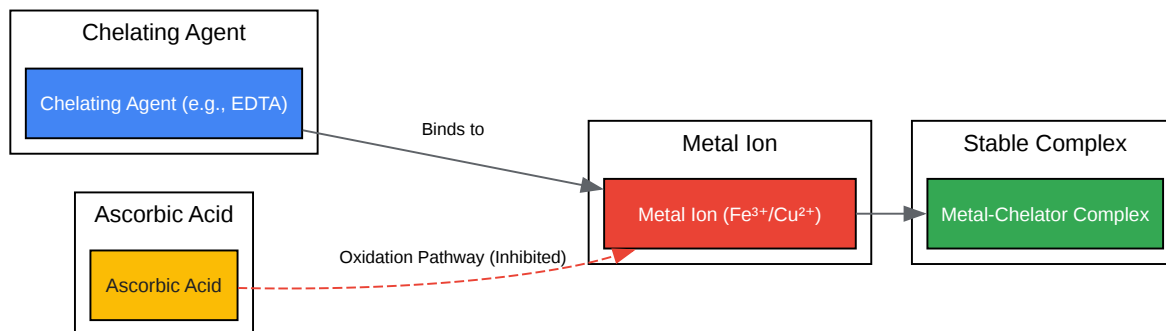 Chelating Agent
Chelating Agent (e.g., EDTA)
Binds to
Metal Ion
Metal Ion (Fe³⁺/Cu²⁺)
Stable Complex
Metal-Chelator Complex
Ascorbic Acid
Ascorbic Acid
Oxidation Pathway (Inhibited)